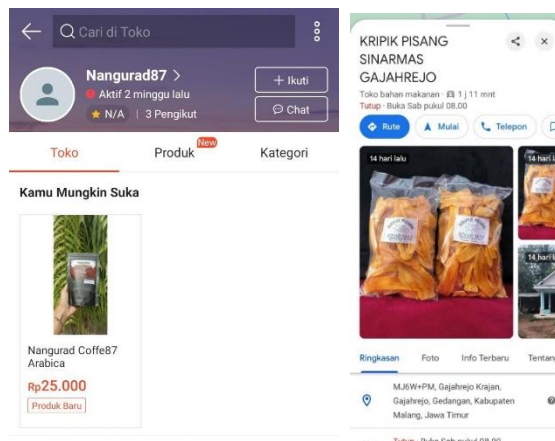 Cari di Toko
Nangurad87 >
Aktif 2 minggu lalu
N/A | 3 Pengikut
+ Ikuti
Chat
Toko
Produk
New
Kategori
Kamu Mungkin Suka
Nangurad Coffe87
Arabica
Rp25.000
Produk Baru
KRIPIK PISANG
SINARMAS
GAJAHREJO
Toko bahan makanan · 1 j 11 mnt
Tutup · Buka Sab pukul 08.00
Rute
Mulai
Telepon
14 hari lalu
14 hari l
14 hari l
Ringkasan
Foto
Info Terbaru
Tentan
MJ6W+PM, Gajahrejo Krajan,
Gajahrejo, Gedangan, Kabupaten
Malang, Jawa Timur
Tutup · Buka Sab pukul 08.00